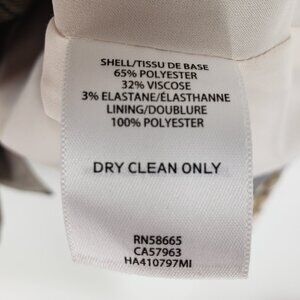 SHELL/TISSU DE BASE
65% POLYESTER
32% VISCOSE
3% ELASTANE/ÉLASTHANNE
LINING/DOUBLURE
100% POLYESTER
DRY CLEAN ONLY
RN58665
CA57963
HA410797MI